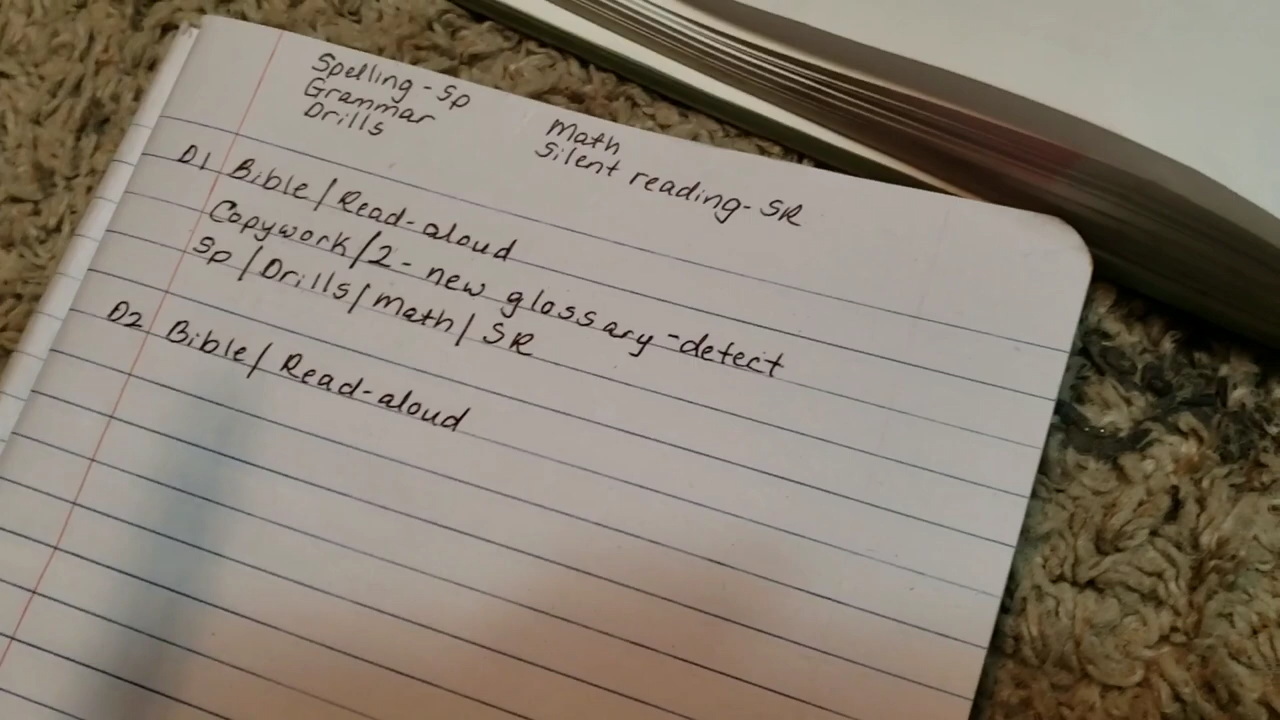 Spelling - Sp
Grammar
Drills
Math
Silent reading - SR
D1 Bible/Read-aloud
Copywork/2 - new glossary - detect
Sp/Drills/Math/SR
D2 Bible/Read-aloud